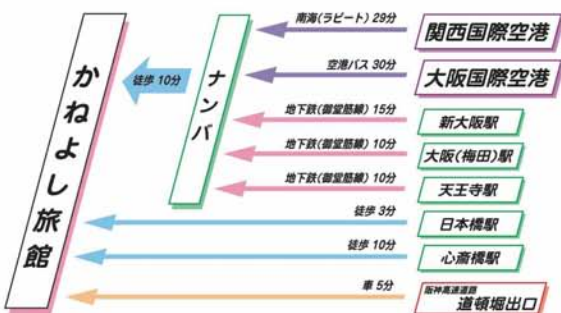 かねよし旅館
徒歩 10分
ナンバ
南海(ラピート) 29分
関西国際空港
空港バス 30分
大阪国際空港
地下鉄(御堂筋線) 15分
新大阪駅
地下鉄(御堂筋線) 10分
大阪(梅田)駅
地下鉄(御堂筋線) 10分
天王寺駅
徒歩 3分
日本橋駅
徒歩 10分
心斎橋駅
車 5分
阪神高速道路
道頓堀出口